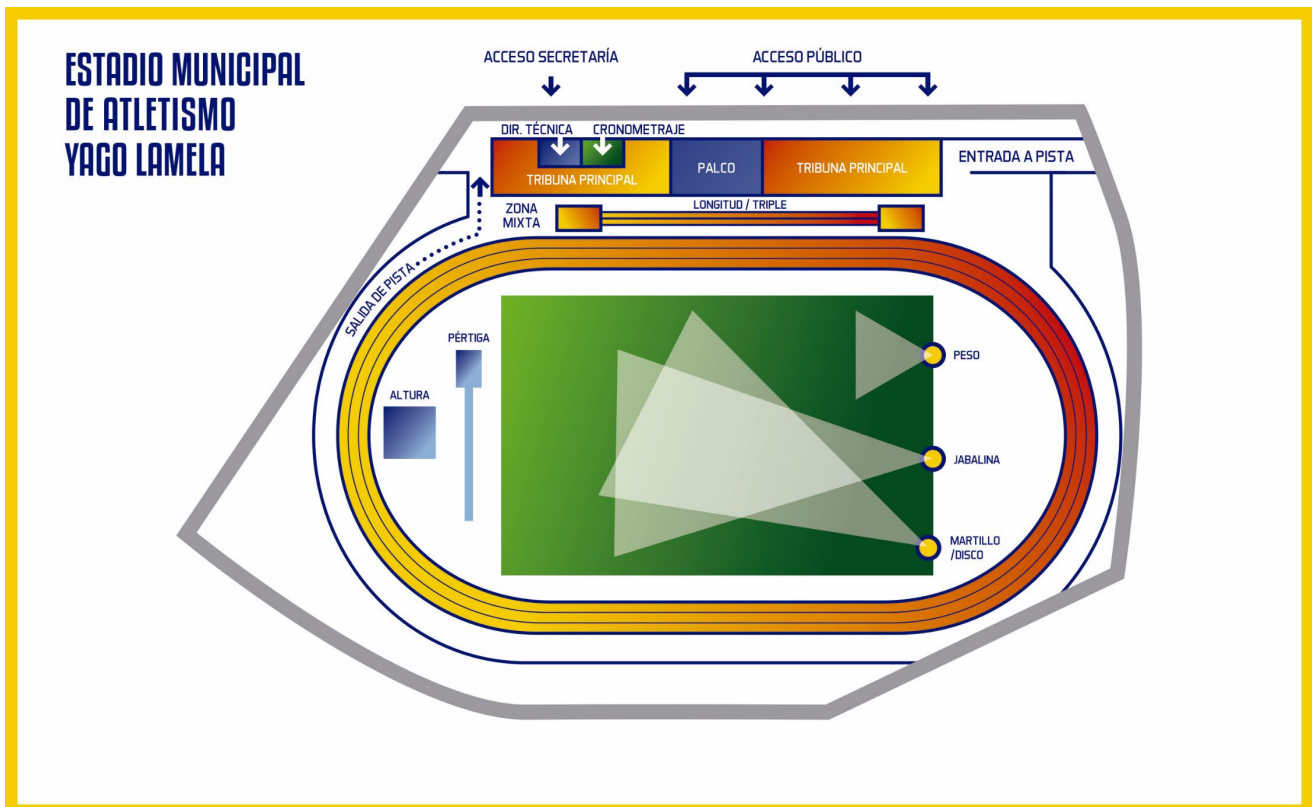 ESTADIO MUNICIPAL
DE ATLETISMO
YAGO LAMELA
ACCESO SECRETARÍA
ACCESO PÚBLICO
DIR. TÉCNICA
CRONOMETRAJE
TRIBUNA PRINCIPAL
PALCO
TRIBUNA PRINCIPAL
ENTRADA A PISTA
ZONA
MIXTA
LONGITUD / TRIPLE
SALIDA DE PISTA
PÉRTIGA
ALTURA
PESO
JABALINA
MARTILLO
/DISCO